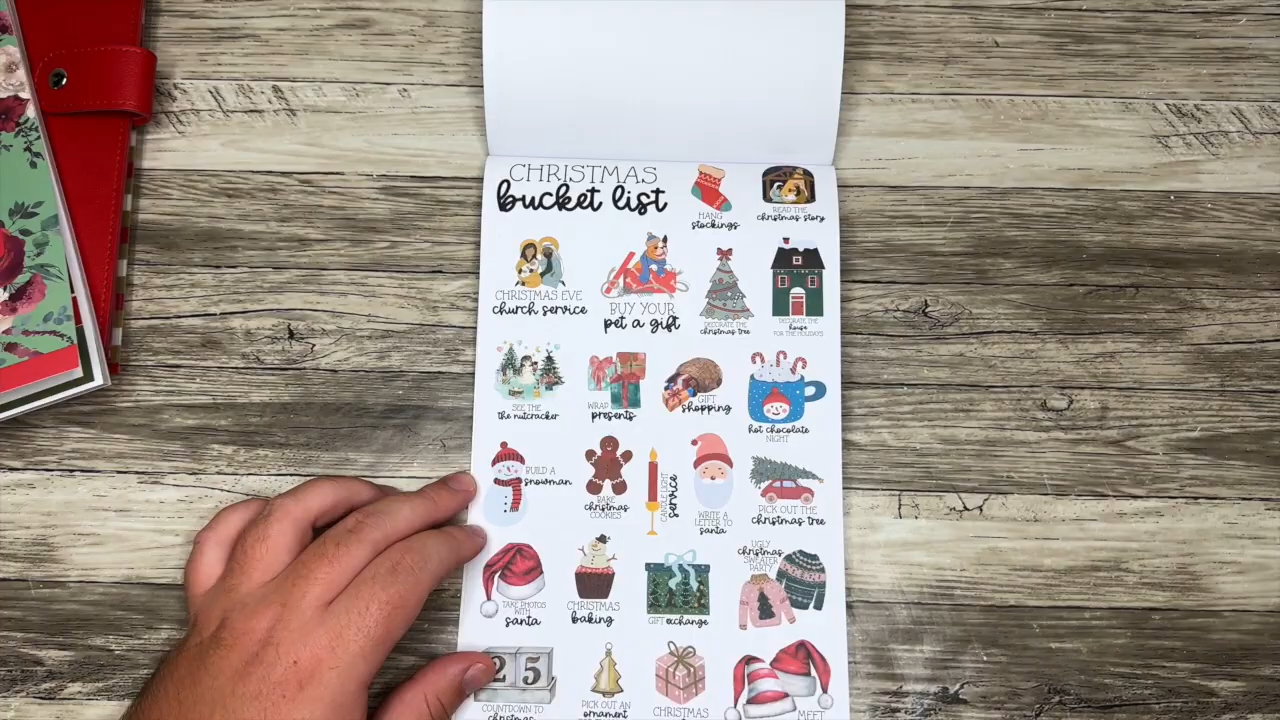 CHRISTMAS
bucket list
HANG
stockings
READ THE
christmas story
CHRISTMAS EVE
church service
BUY YOUR
pet a gift
DECORATE THE
christmas tree
DECORATE THE
house
FOR THE HOLIDAYS
SEE THE
the nutcracker
WRAP
presents
GIFT
shopping
hot chocolate
NIGHT
BUILD A
snowman
BAKE
christmas
COOKIES
CANDLE LIGHT
service
WRITE A
LETTER TO
santa
PICK OUT THE
christmas tree
TAKE PHOTOS
WITH
santa
CHRISTMAS
baking
GIFT exchange
UGLY
christmas
SWEATER
PARTY
25
COUNTDOWN TO
christmas
PICK OUT AN
ornament
CHRISTMAS
MEET